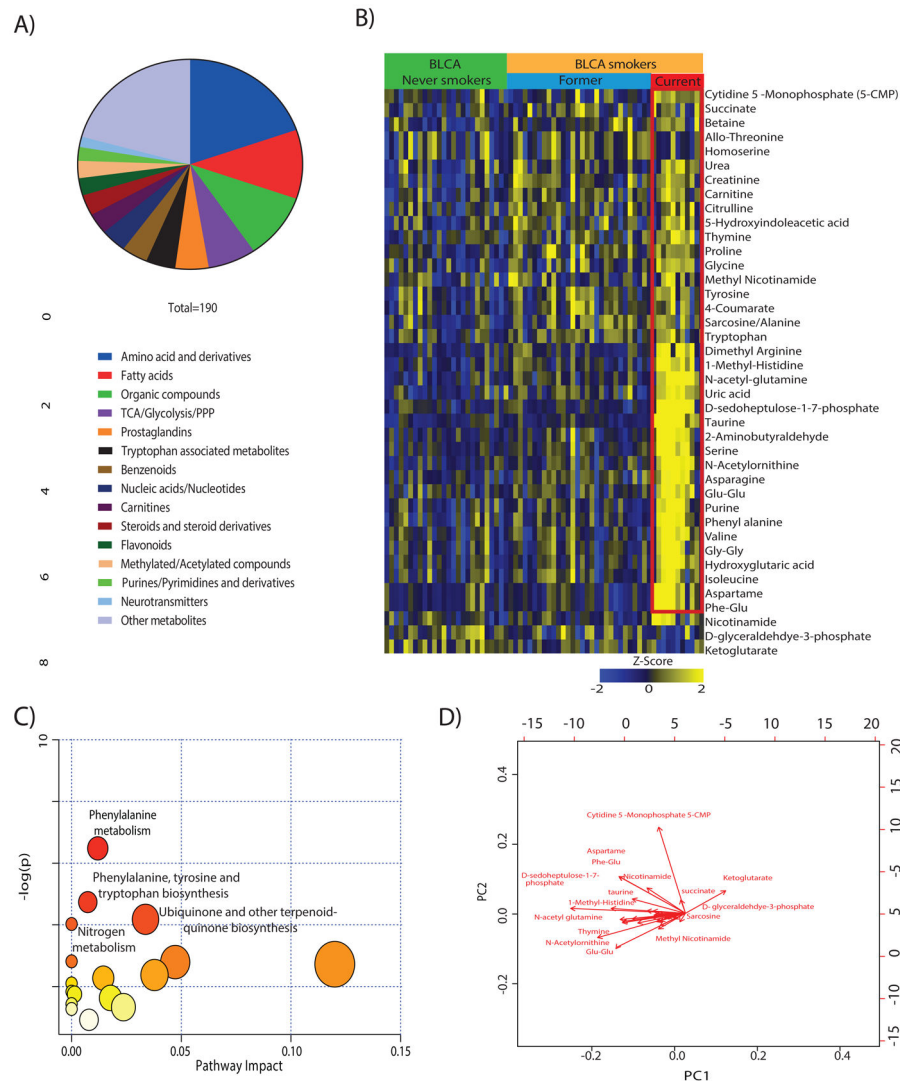 A)
Total=190
Amino acid and derivatives
Fatty acids
Organic compounds
TCA/Glycolysis/PPP
Prostaglandins
Tryptophan associated metabolites
Benzenoids
Nucleic acids/Nucleotides
Carnitines
Steroids and steroid derivatives
Flavonoids
Methylated/Acetylated compounds
Purines/Pyrimidines and derivatives
Neurotransmitters
Other metabolites
0
2
4
6
8
B)
BLCA
Never smokers
BLCA smokers
Former
Current
Cytidine 5 -Monophosphate (5-CMP)
Succinate
Betaine
Allo-Threonine
Homoserine
Urea
Creatinine
Carnitine
Citrulline
5-Hydroxyindoleacetic acid
Thymine
Proline
Glycine
Methyl Nicotinamide
Tyrosine
4-Coumarate
Sarcosine/Alanine
Tryptophan
Dimethyl Arginine
1-Methyl-Histidine
N-acetyl-glutamine
Uric acid
D-sedoheptulose-1-7-phosphate
Taurine
2-Aminobutyraldehyde
Serine
N-Acetylornithine
Asparagine
Glu-Glu
Purine
Phenyl alanine
Valine
Gly-Gly
Hydroxyglutaric acid
Isoleucine
Aspartame
Phe-Glu
Nicotinamide
D-glyceraldehdye-3-phosphate
Ketoglutarate
Z-Score
-2 0 2
C)
10
-log(p)
Phenylalanine
metabolism
Phenylalanine, tyrosine and
tryptophan biosynthesis
Ubiquinone and other terpenoid-
quinone biosynthesis
Nitrogen
metabolism
0.00 0.05 0.10 0.15
Pathway Impact
D)
-15 -10 0 5 -5 10 20
0.4
0.2
0.0
-0.2
PC2
20
15
10
5
5
0
-10
-15
Cytidine 5 -Monophosphate 5-CMP
Aspartame
Phe-Glu
D-sedoheptulose-1-7-
phosphate
Nicotinamide
Ketoglutarate
taurine
succinate
1-Methyl-Histidine
D- glyceraldehdye-3-phosphate
N-acetyl glutamine
Sarcosine
Thymine
Methyl Nicotinamide
N-Acetylornithine
Glu-Glu
-0.2 0.0 0.2 0.4
PC1